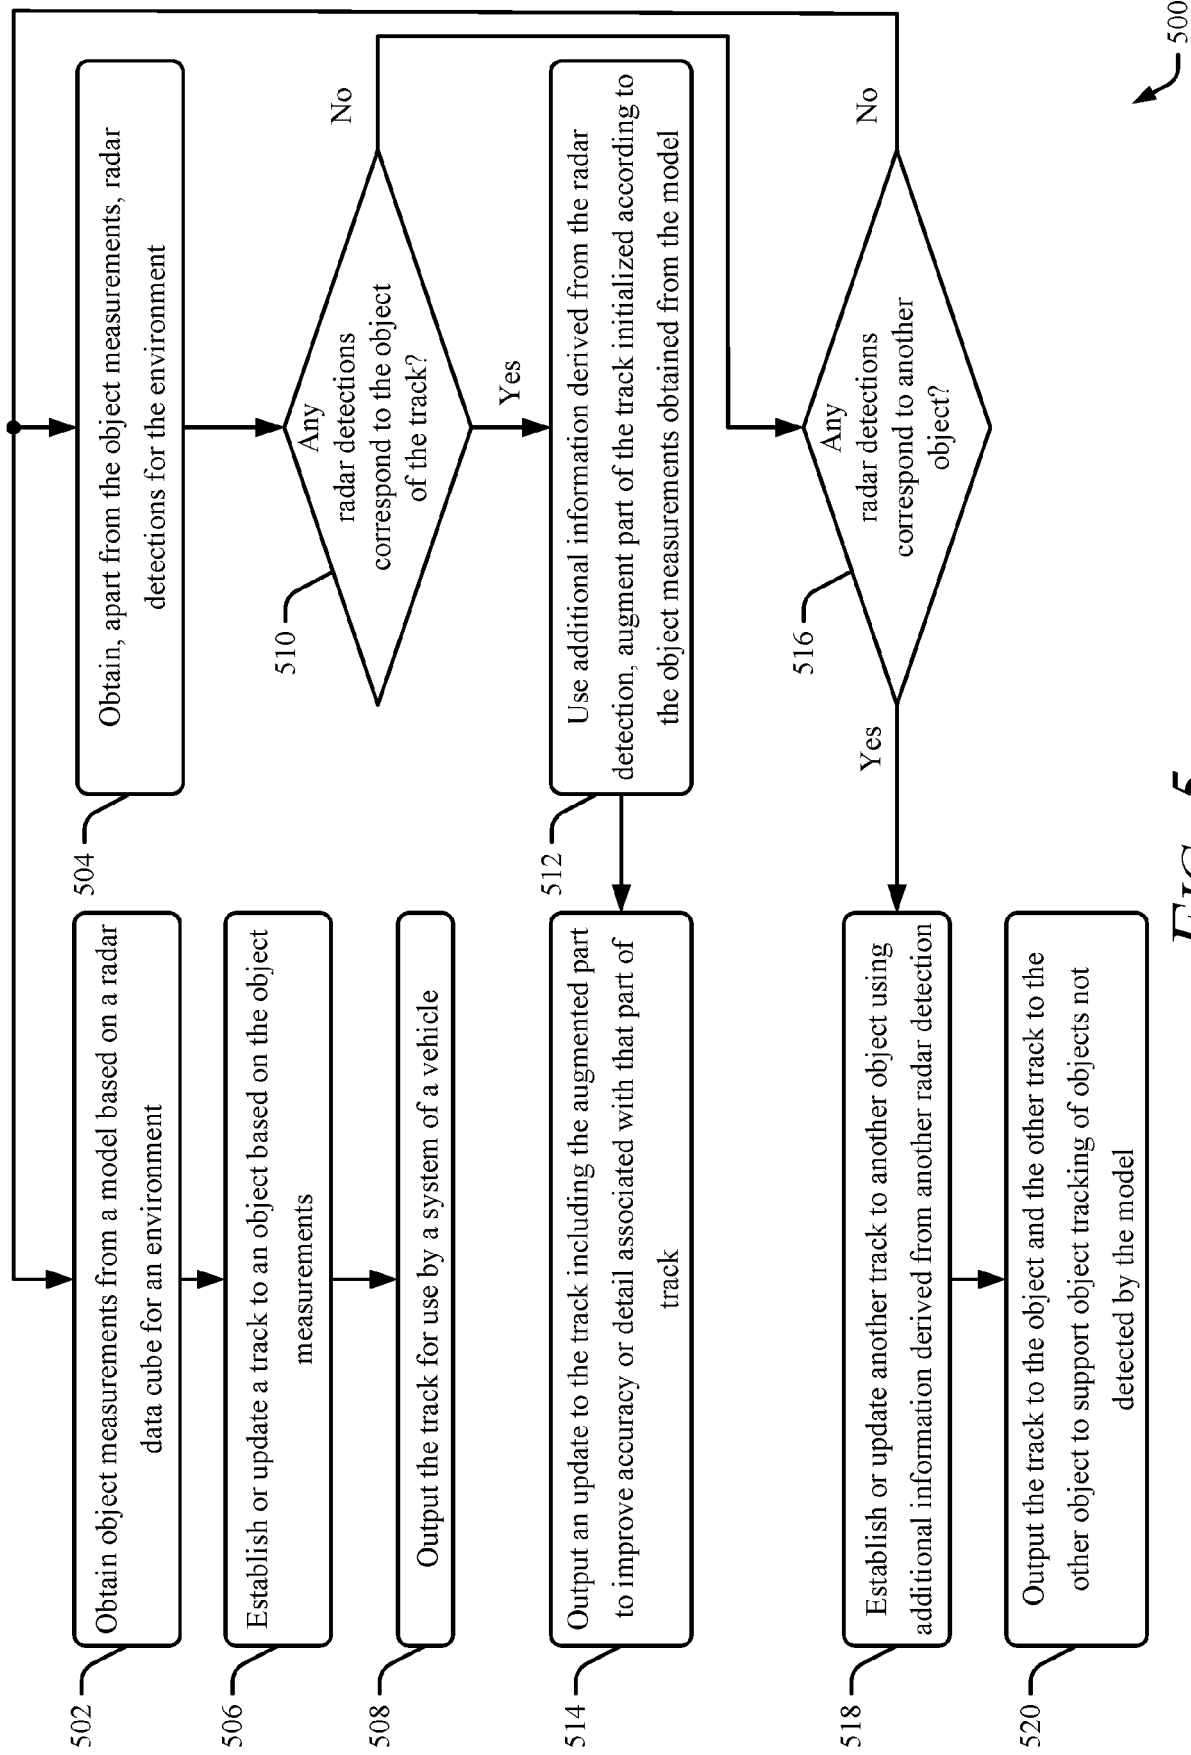 502
Obtain object measurements from a model based on a radar
data cube for an environment
504
Obtain, apart from the object measurements, radar
detections for the environment
506
Establish or update a track to an object based on the object
measurements
508
Output the track for use by a system of a vehicle
510
Any
radar detections
correspond to the object
of the track?
No
Yes
512
Use additional information derived from the radar
detection, augment part of the track initialized according to
the object measurements obtained from the model
514
Output an update to the track including the augmented part
to improve accuracy or detail associated with that part of
track
516
Any
radar detections
correspond to another
object?
No
Yes
518
Establish or update another track to another object using
additional information derived from another radar detection
520
Output the track to the object and the other track to the
other object to support object tracking of objects not
detected by the model
500
FIG. 5